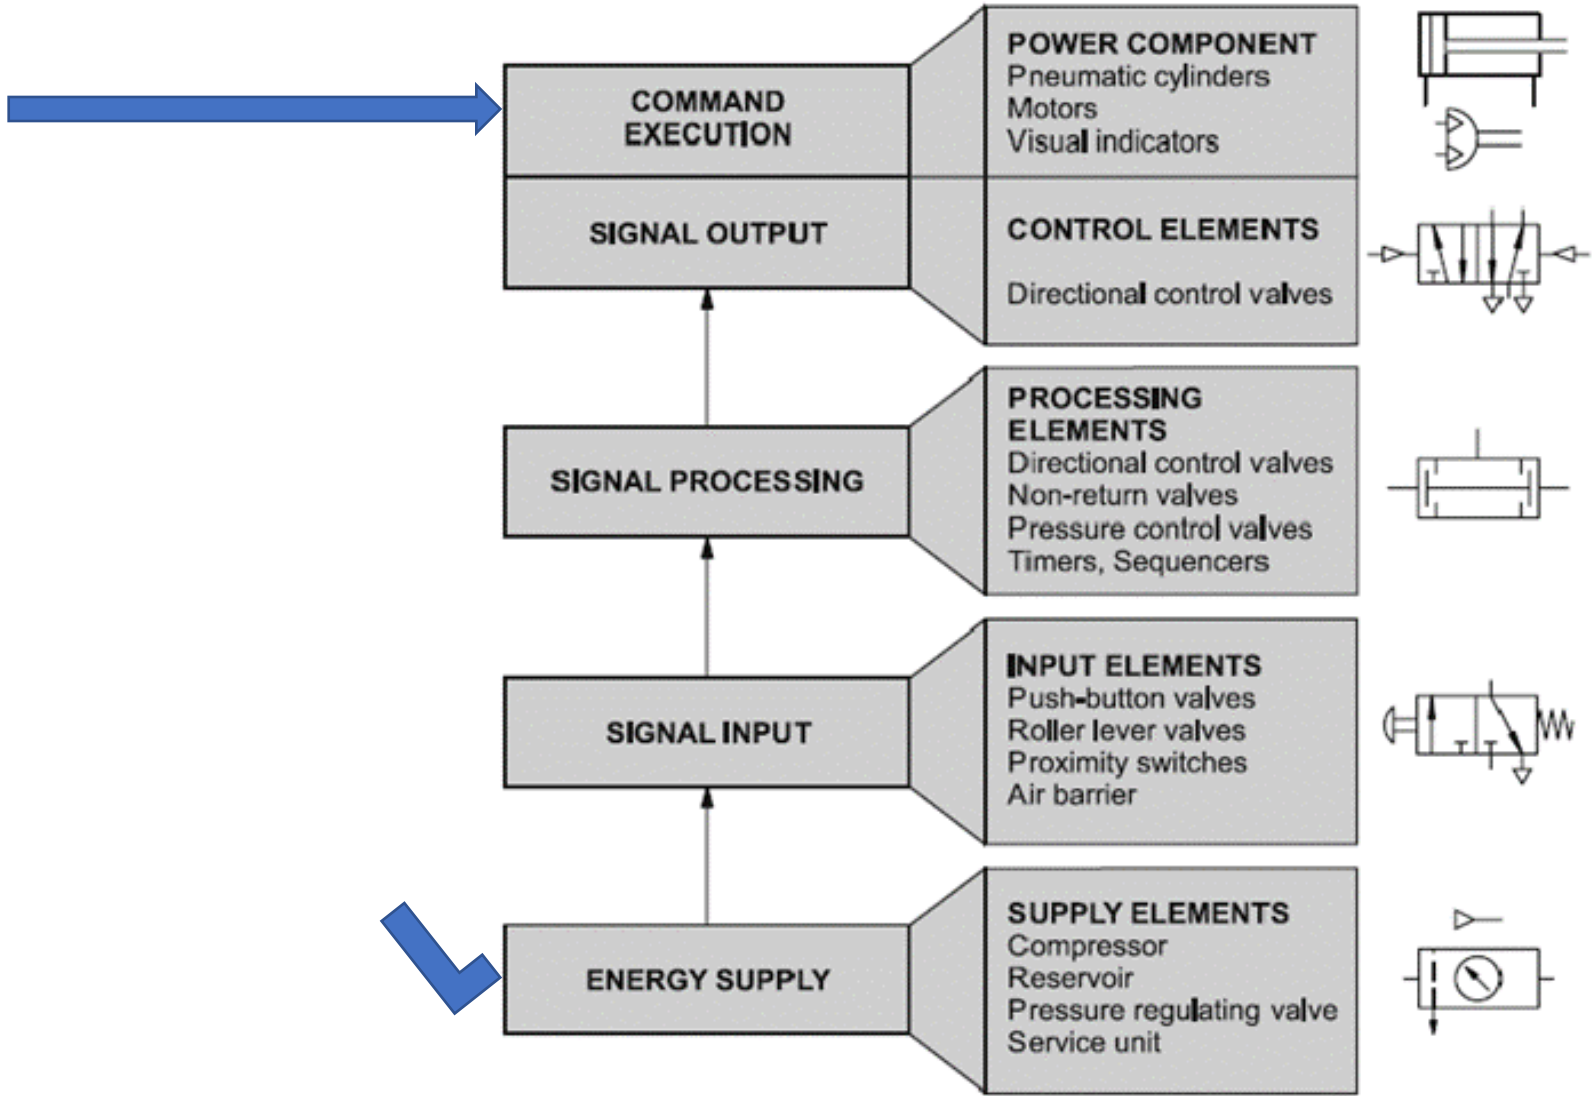 COMMAND
EXECUTION
POWER COMPONENT
Pneumatic cylinders
Motors
Visual indicators
SIGNAL OUTPUT
CONTROL ELEMENTS
Directional control valves
SIGNAL PROCESSING
PROCESSING
ELEMENTS
Directional control valves
Non-return valves
Pressure control valves
Timers, Sequencers
SIGNAL INPUT
INPUT ELEMENTS
Push-button valves
Roller lever valves
Proximity switches
Air barrier
ENERGY SUPPLY
SUPPLY ELEMENTS
Compressor
Reservoir
Pressure regulating valve
Service unit